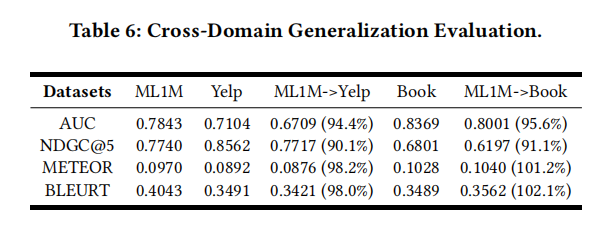 Table 6: Cross-Domain Generalization Evaluation.
Datasets ML1M Yelp ML1M->Yelp Book ML1M->Book
AUC 0.7843 0.7104 0.6709 (94.4%) 0.8369 0.8001 (95.6%)
NDGC@5 0.7740 0.8562 0.7717 (90.1%) 0.6801 0.6197 (91.1%)
METEOR 0.0970 0.0892 0.0876 (98.2%) 0.1028 0.1040 (101.2%)
BLEURT 0.4043 0.3491 0.3421 (98.0%) 0.3489 0.3562 (102.1%)